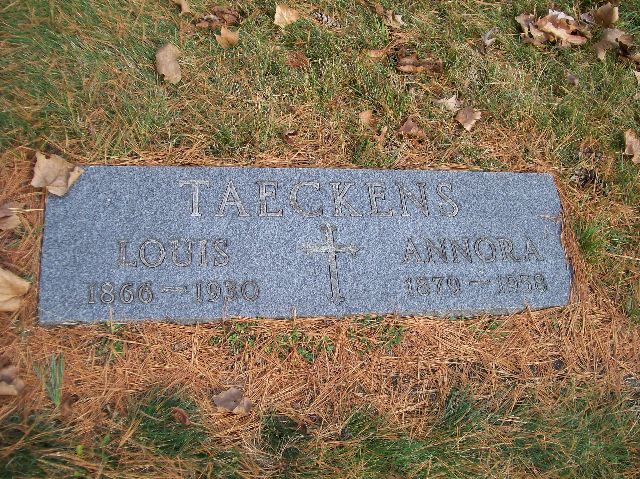 TAECKENS
LOUIS ANNORA
1866 – 1930 1879 – 1958